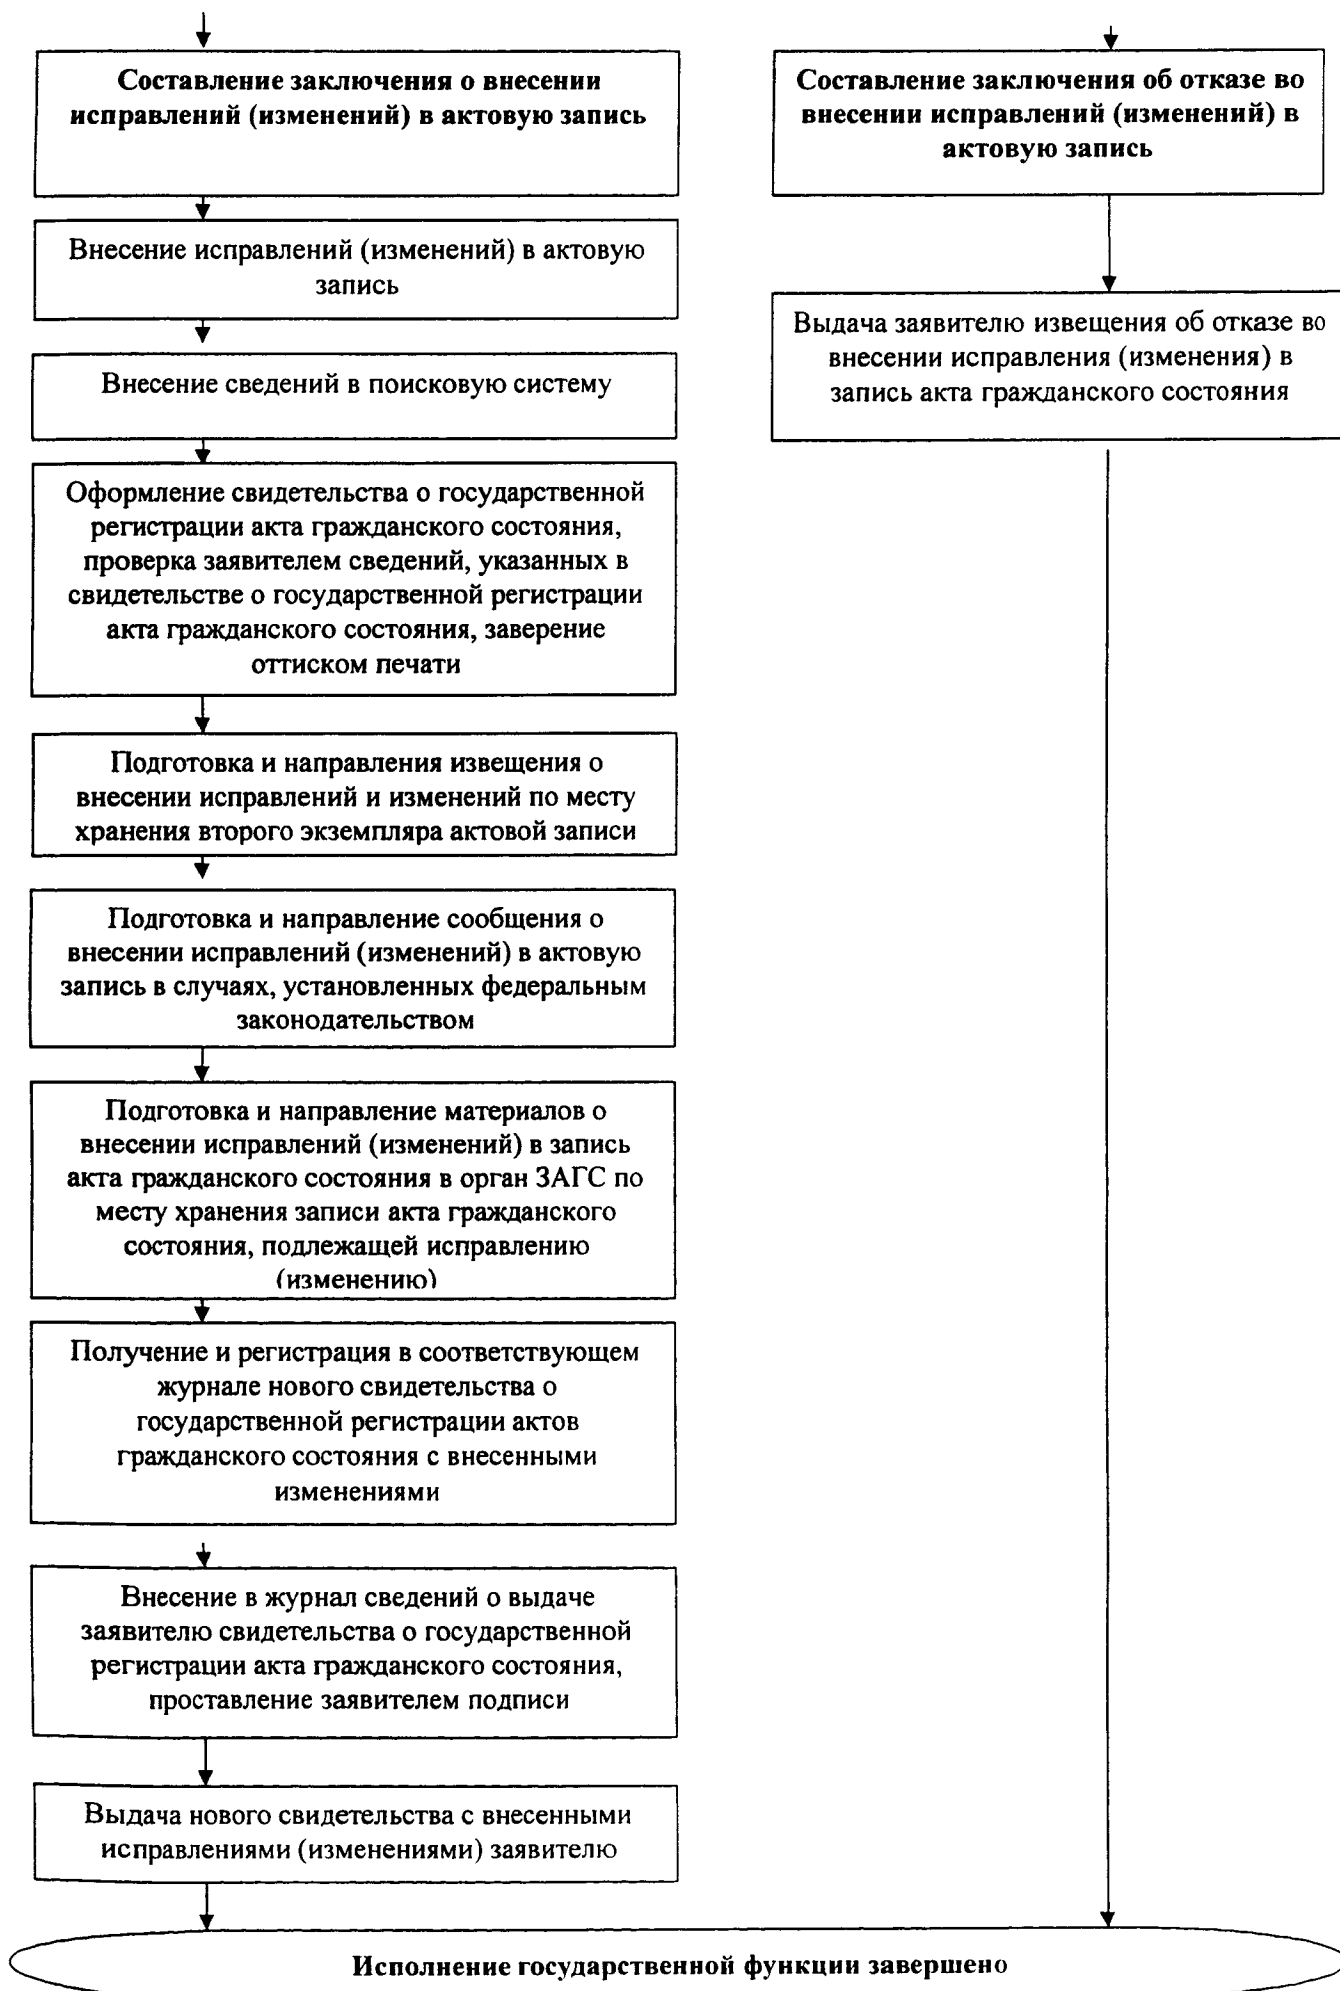 Составление заключения о внесении
исправлений (изменений) в актовую запись
Составление заключения об отказе во
внесении исправлений (изменений) в
актовую запись
Внесение исправлений (изменений) в актовую
запись
Выдача заявителю извещения об отказе во
внесении исправления (изменения) в
запись акта гражданского состояния
Внесение сведений в поисковую систему
Оформление свидетельства о государственной
регистрации акта гражданского состояния,
проверка заявителем сведений, указанных в
свидетельстве о государственной регистрации
акта гражданского состояния, заверение
оттиском печати
Подготовка и направления извещения о
внесении исправлений и изменений по месту
хранения второго экземпляра актовой записи
Подготовка и направление сообщения о
внесении исправлений (изменений) в актовую
запись в случаях, установленных федеральным
законодательством
Подготовка и направление материалов о
внесении исправлений (изменений) в запись
акта гражданского состояния в орган ЗАГС по
месту хранения записи акта гражданского
состояния, подлежащей исправлению
(изменению)
Получение и регистрация в соответствующем
журнале нового свидетельства о
государственной регистрации актов
гражданского состояния с внесенными
изменениями
Внесение в журнал сведений о выдаче
заявителю свидетельства о государственной
регистрации акта гражданского состояния,
проставление заявителем подписи
Выдача нового свидетельства с внесенными
исправлениями (изменениями) заявителю
Исполнение государственной функции завершено